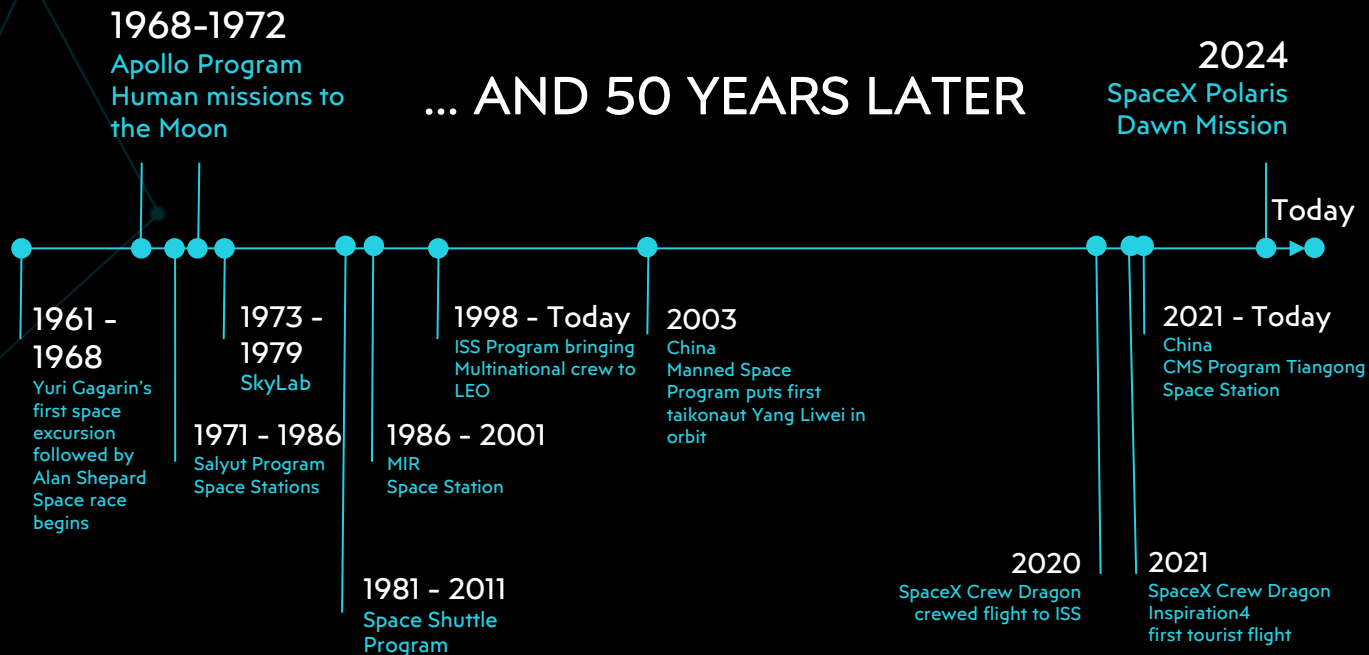 1968-1972
Apollo Program
Human missions to
the Moon
... AND 50 YEARS LATER
2024
SpaceX Polaris
Dawn Mission
Today
1961 -
1968
Yuri Gagarin's
first space
excursion
followed by
Alan Shepard
Space race
begins
1971 - 1986
Salyut Program
Space Stations
1973 -
1979
SkyLab
1981 - 2011
Space Shuttle
Program
1986 - 2001
MIR
Space Station
1998 - Today
ISS Program bringing
Multinational crew to
LEO
2003
China
Manned Space
Program puts first
taikonaut Yang Liwei in
orbit
2020
SpaceX Crew Dragon
crewed flight to ISS
2021
SpaceX Crew Dragon
Inspiration4
first tourist flight
2021 - Today
China
CMS Program Tiangong
Space Station